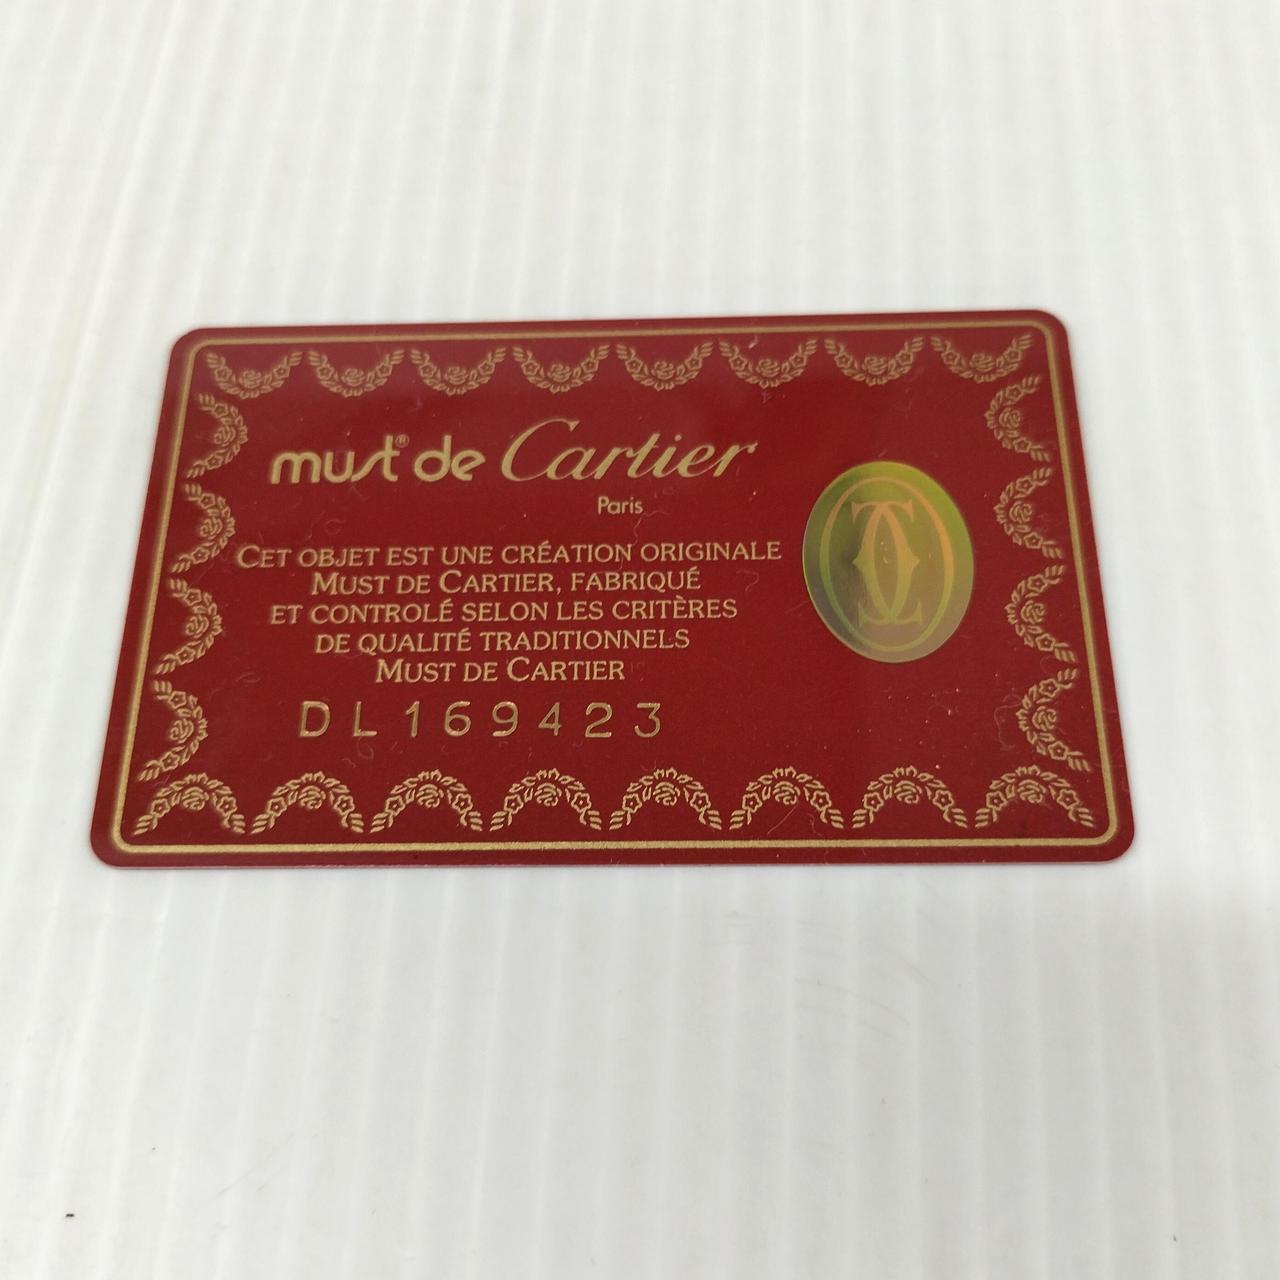 must® de Cartier
Paris
CET OBJET EST UNE CRÉATION ORIGINALE
MUST DE CARTIER, FABRIQUÉ
ET CONTROLÉ SELON LES CRITÈRES
DE QUALITÉ TRADITIONNELS
MUST DE CARTIER
DL169423